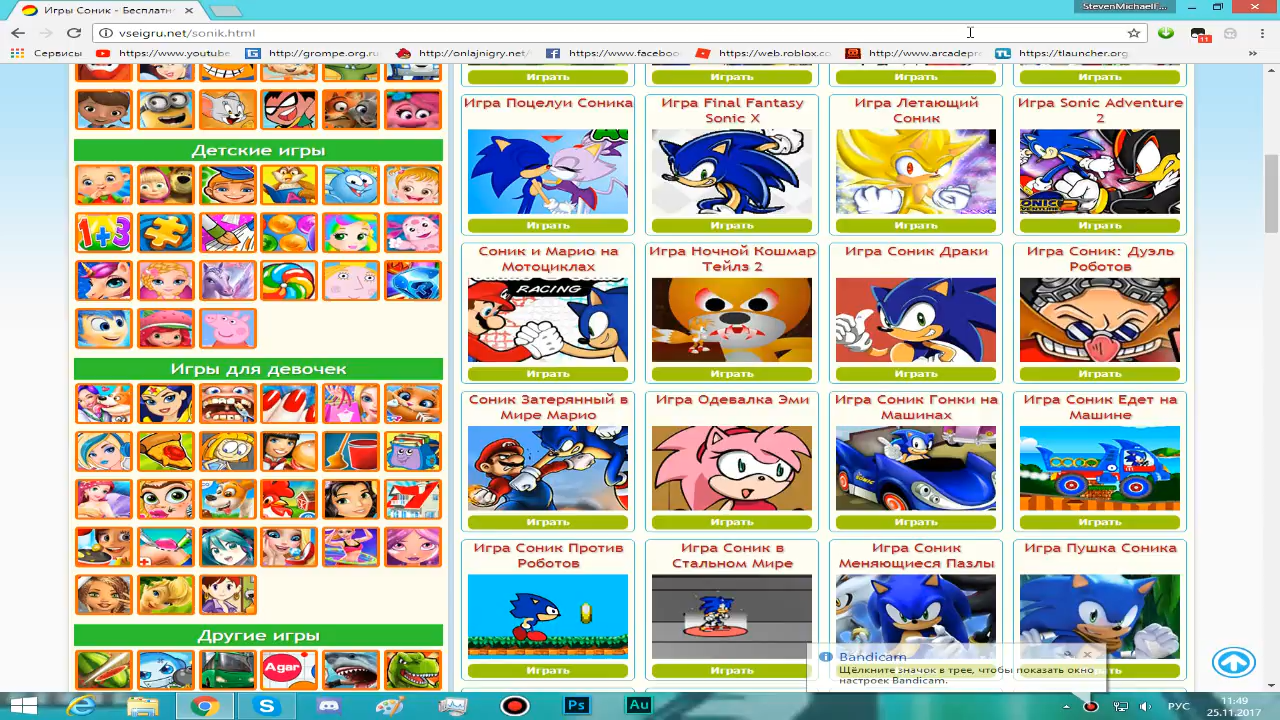 Игры Соник - Бесплатн
StevenMichaelF...
vseigru.net/sonik.html
11
Сервисы
https://www.youtube
http://grompe.org.ru
http://onlajnigry.net/
https://www.faceboo
https://web.roblox.c
http://www.arcadepr
https://tlauncher.org
Играть
Играть
Играть
Играть
Игра Поцелуи Соника
Игра Final Fantasy
Sonic X
Игра Летающий
Соник
Игра Sonic Adventure
2
Играть
Играть
Играть
Играть
Детские игры
1+3
Соник и Марио на
Мотоциклах
Игра Ночной Кошмар
Тейлз 2
Игра Соник Драки
Игра Соник: Дуэль
Роботов
RACING
Играть
Играть
Играть
Играть
Игры для девочек
Соник Затерянный в
Мире Марио
Игра Одевалка Эми
Игра Соник Гонки на
Машинах
Игра Соник Едет на
Машине
Играть
Играть
Играть
Играть
Игра Соник Против
Роботов
Игра Соник в
Стальном Мире
Игра Соник
Меняющиеся Пазлы
Игра Пушка Соника
Играть
Играть
Играть
Играть
Другие игры
Agar
Bandicam
Щёлкните значок в трее, чтобы показать окно
настроек Bandicam.
Ps
Au
РУС
11:49
25.11.2017